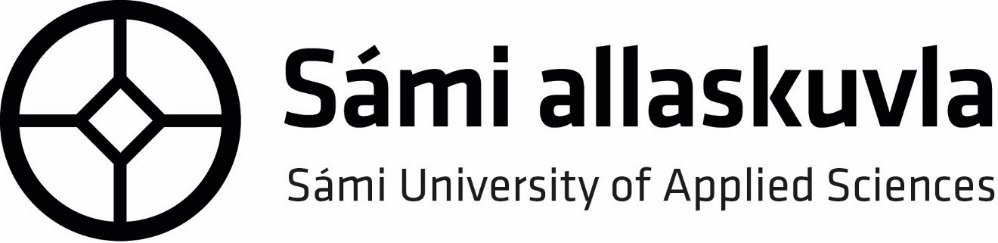 Sámi allaskuvla
Sámi University of Applied Sciences